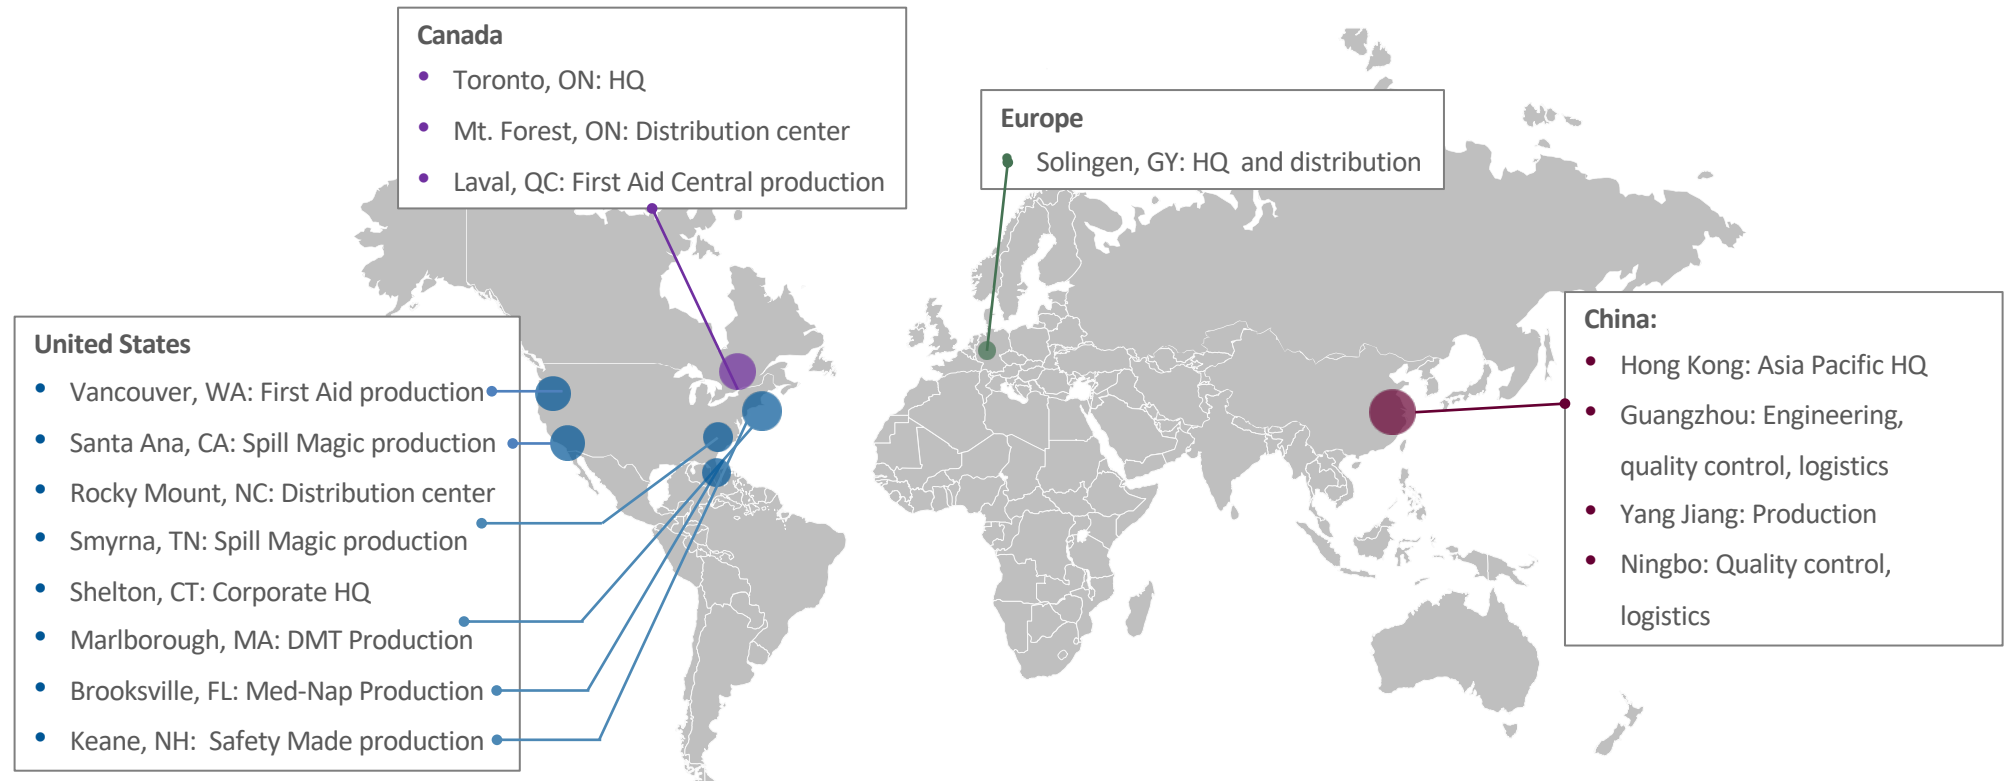 Canada
• Toronto, ON: HQ
• Mt. Forest, ON: Distribution center
• Laval, QC: First Aid Central production
Europe
Solingen, GY: HQ and distribution
United States
• Vancouver, WA: First Aid production
• Santa Ana, CA: Spill Magic production
• Rocky Mount, NC: Distribution center
• Smyrna, TN: Spill Magic production
• Shelton, CT: Corporate HQ
• Marlborough, MA: DMT Production
• Brooksville, FL: Med-Nap Production
• Keane, NH: Safety Made production
China:
• Hong Kong: Asia Pacific HQ
• Guangzhou: Engineering,
quality control, logistics
• Yang Jiang: Production
• Ningbo: Quality control,
logistics